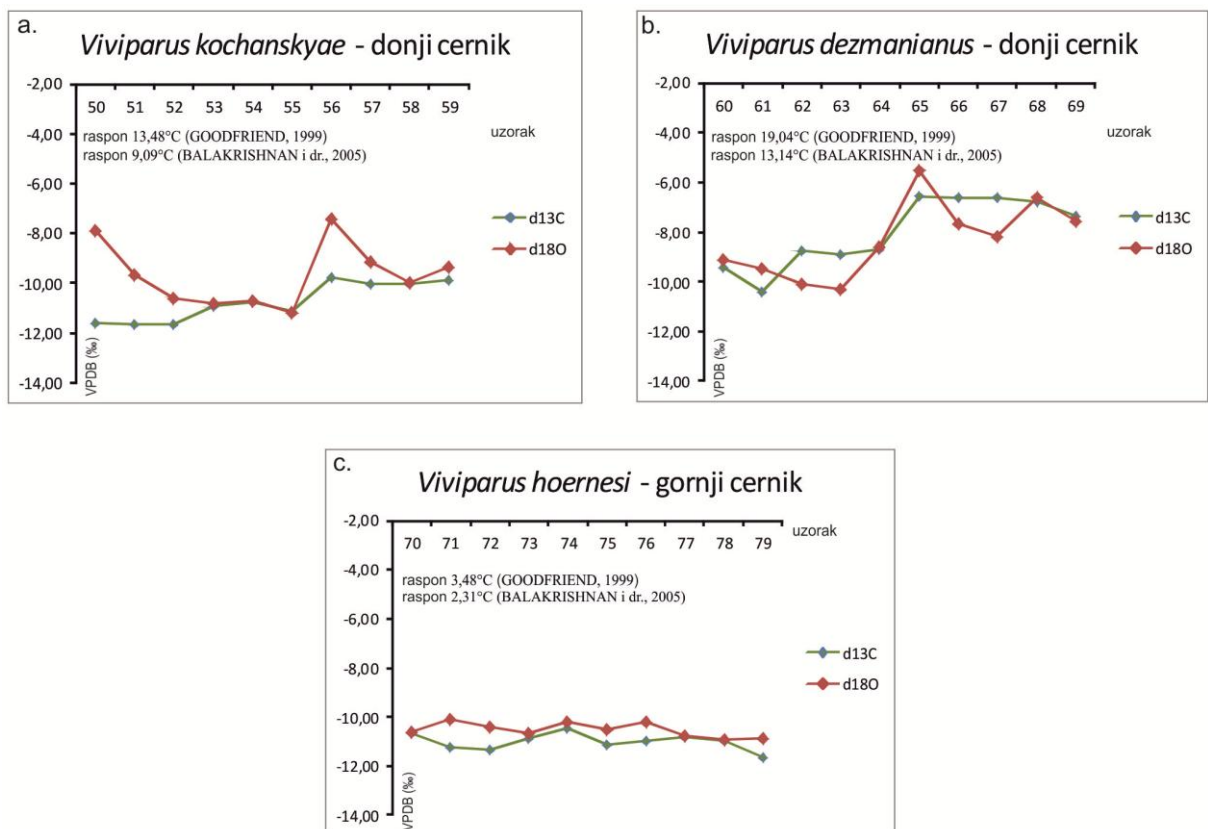 a.
Viviparus kochanskyae - donji cernik
-2,00
50 51 52 53 54 55 56 57 58 59
uzorak
-4,00
raspon 13,48°C (GOODFRIEND, 1999)
raspon 9,09°C (BALAKRISHNAN i dr., 2005)
-6,00
-8,00
-10,00
-12,00
-14,00
VPDB (‰)
d13C
d18O
b.
Viviparus dezmanianus - donji cernik
-2,00
60 61 62 63 64 65 66 67 68 69
uzorak
-4,00
raspon 19,04°C (GOODFRIEND, 1999)
raspon 13,14°C (BALAKRISHNAN i dr., 2005)
-6,00
-8,00
-10,00
-12,00
-14,00
VPDB (‰)
d13C
d18O
c.
Viviparus hoernesi - gornji cernik
-2,00
70 71 72 73 74 75 76 77 78 79
uzorak
-4,00
raspon 3,48°C (GOODFRIEND, 1999)
raspon 2,31°C (BALAKRISHNAN i dr., 2005)
-6,00
-8,00
-10,00
-12,00
-14,00
VPDB (‰)
d13C
d18O